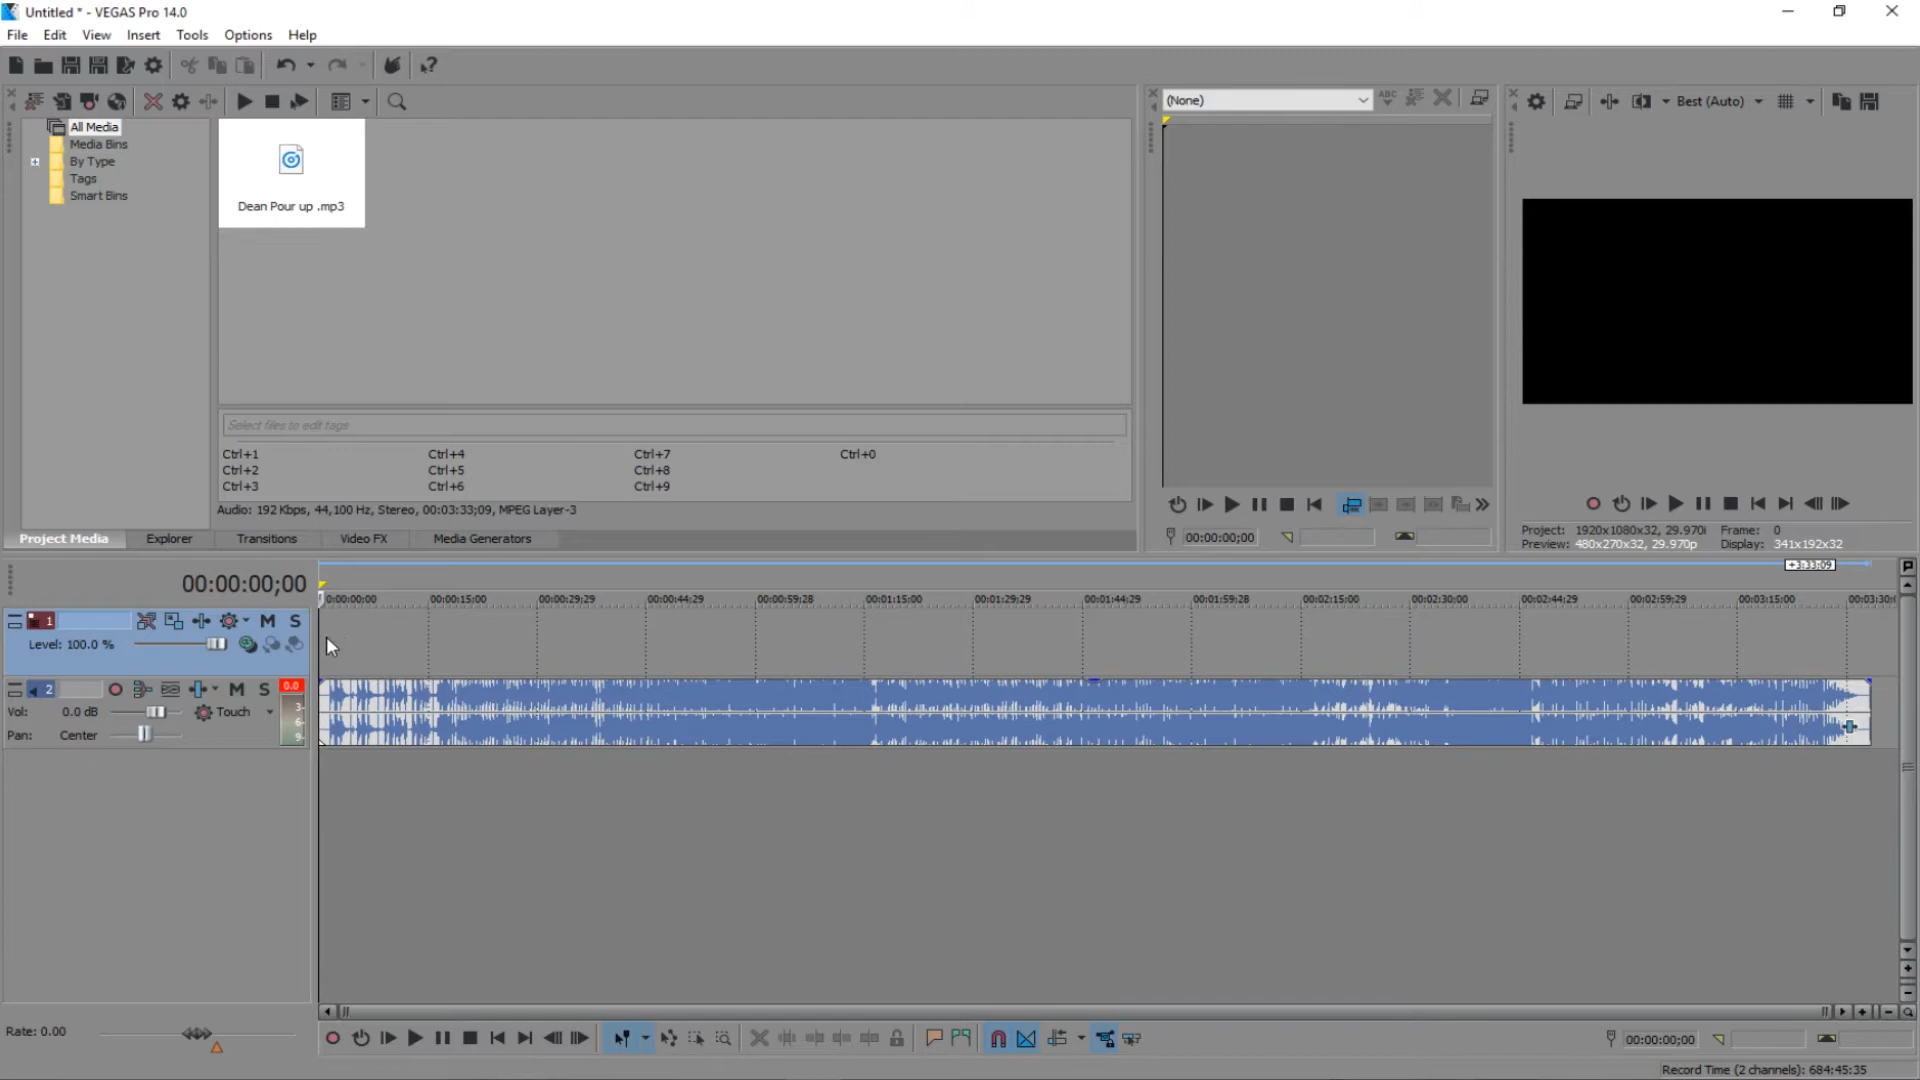 Untitled * - VEGAS Pro 14.0
File Edit View Insert Tools Options Help
(None)
Best (Auto)
All Media
Media Bins
By Type
Tags
Smart Bins
Dean Pour up .mp3
Select files to edit tags
Ctrl+1 Ctrl+4 Ctrl+7 Ctrl+0
Ctrl+2 Ctrl+5 Ctrl+8
Ctrl+3 Ctrl+6 Ctrl+9
Audio: 192 Kbps, 44,100 Hz, Stereo, 00:03:33;09, MPEG Layer-3
Project Media Explorer Transitions Video FX Media Generators
00:00:00;00
Project: 1920x1080x32, 29.970i Frame: 0
Preview: 480x270x32, 29.970p Display: 341x192x32
+3:33;09
00:00:00;00
0:00:00;00 00:00:15;00 00:00:29;29 00:00:44;29 00:00:59;28 00:01:15;00 00:01:29;29 00:01:44;29 00:01:59;28 00:02:15;00 00:02:30;00 00:02:44;29 00:02:59;29 00:03:15;00 00:03:30;0
1 M S
Level: 100.0 %
2 M S 0.0
Vol: 0.0 dB Touch
Pan: Center
3-
6-
9-
Rate: 0.00
00:00:00;00
Record Time (2 channels): 684:45:35